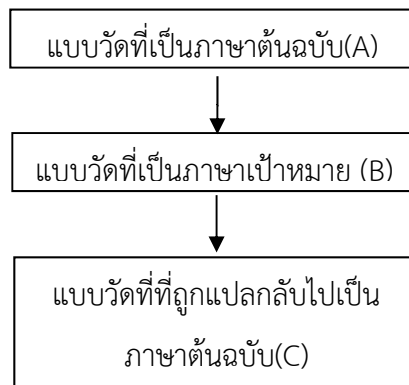 แบบวัดที่เป็นภาษาต้นฉบับ(A)
แบบวัดที่เป็นภาษาเป้าหมาย (B)
แบบวัดที่ที่ถูกแปลกลับไปเป็น
ภาษาต้นฉบับ(C)